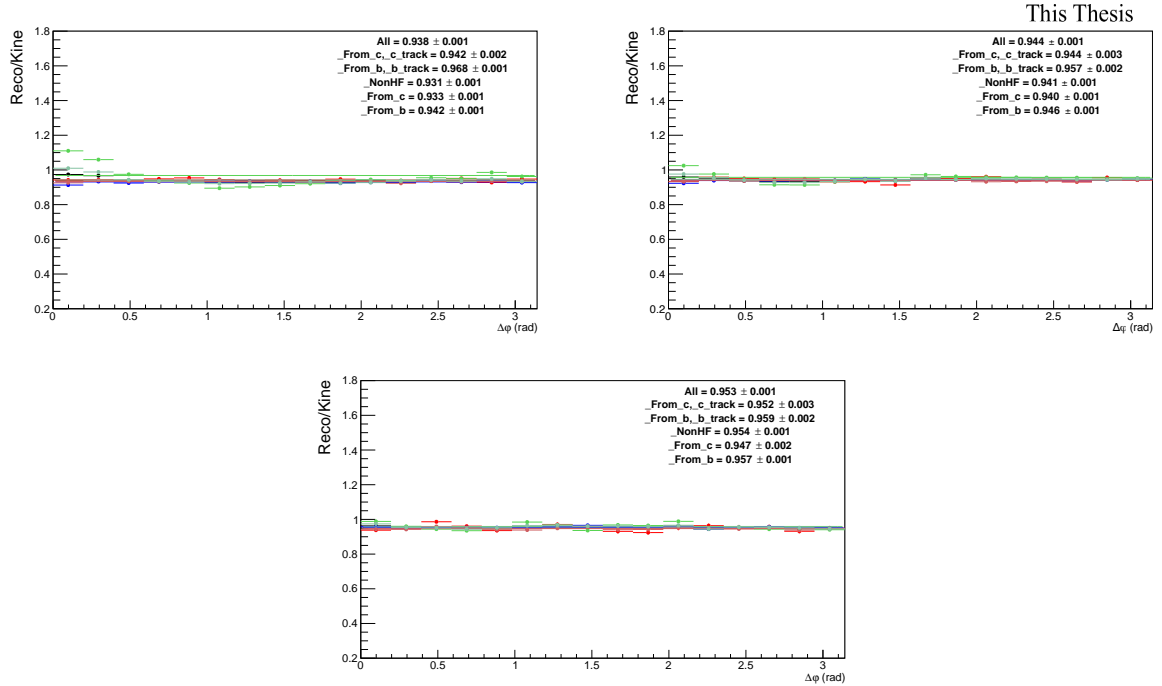 This Thesis
Reco/Kine
1.8
1.6
1.4
1.2
1
0.8
0.6
0.4
0.2
All = 0.938 ± 0.001
_From_c,_c_track = 0.942 ± 0.002
_From_b,_b_track = 0.968 ± 0.001
_NonHF = 0.931 ± 0.001
_From_c = 0.933 ± 0.001
_From_b = 0.942 ± 0.001
0 0.5 1 1.5 2 2.5 3
Δφ (rad)
Reco/Kine
1.8
1.6
1.4
1.2
1
0.8
0.6
0.4
0.2
All = 0.944 ± 0.001
_From_c,_c_track = 0.944 ± 0.003
_From_b,_b_track = 0.957 ± 0.002
_NonHF = 0.941 ± 0.001
_From_c = 0.940 ± 0.001
_From_b = 0.946 ± 0.001
0 0.5 1 1.5 2 2.5 3
Δφ (rad)
Reco/Kine
1.8
1.6
1.4
1.2
1
0.8
0.6
0.4
0.2
All = 0.953 ± 0.001
_From_c,_c_track = 0.952 ± 0.003
_From_b,_b_track = 0.959 ± 0.002
_NonHF = 0.954 ± 0.001
_From_c = 0.947 ± 0.002
_From_b = 0.957 ± 0.001
0 0.5 1 1.5 2 2.5 3
Δφ (rad)